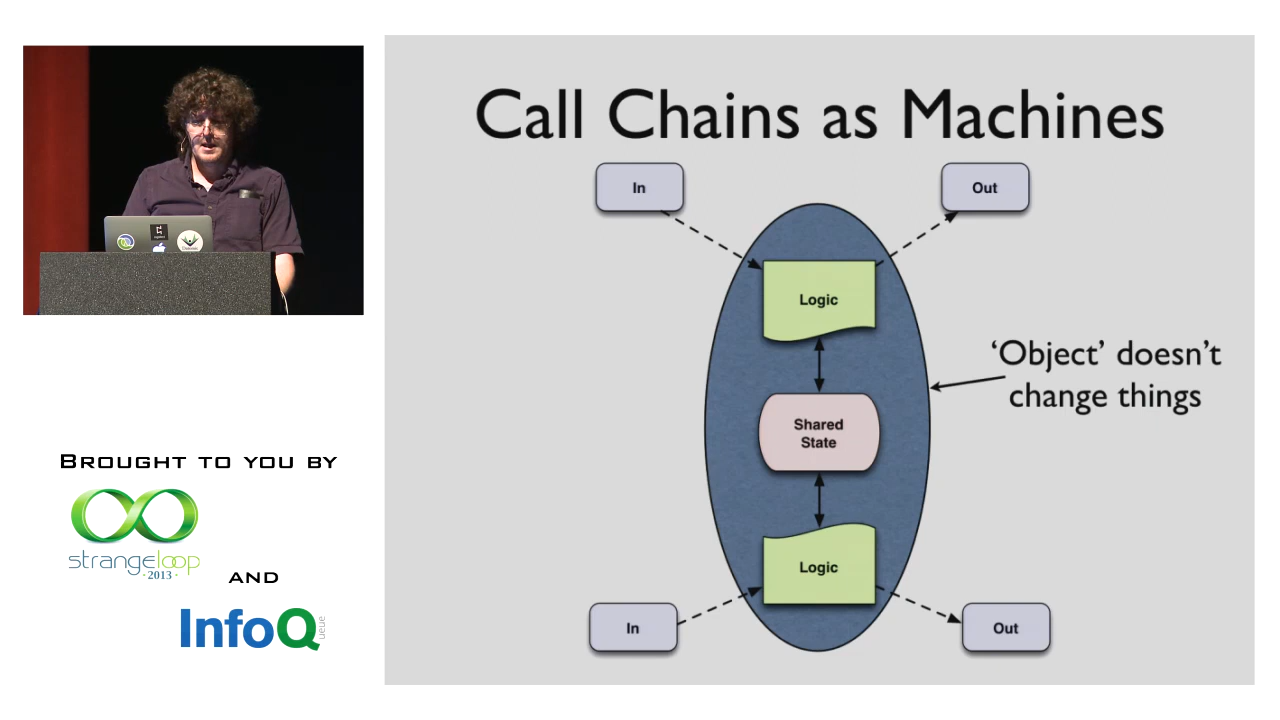 Call Chains as Machines
In
Out
Logic
‘Object’ doesn’t
change things
Shared
State
Logic
In
Out
BROUGHT TO YOU BY
strangeloop
·2013·
AND
InfoQ
ueue